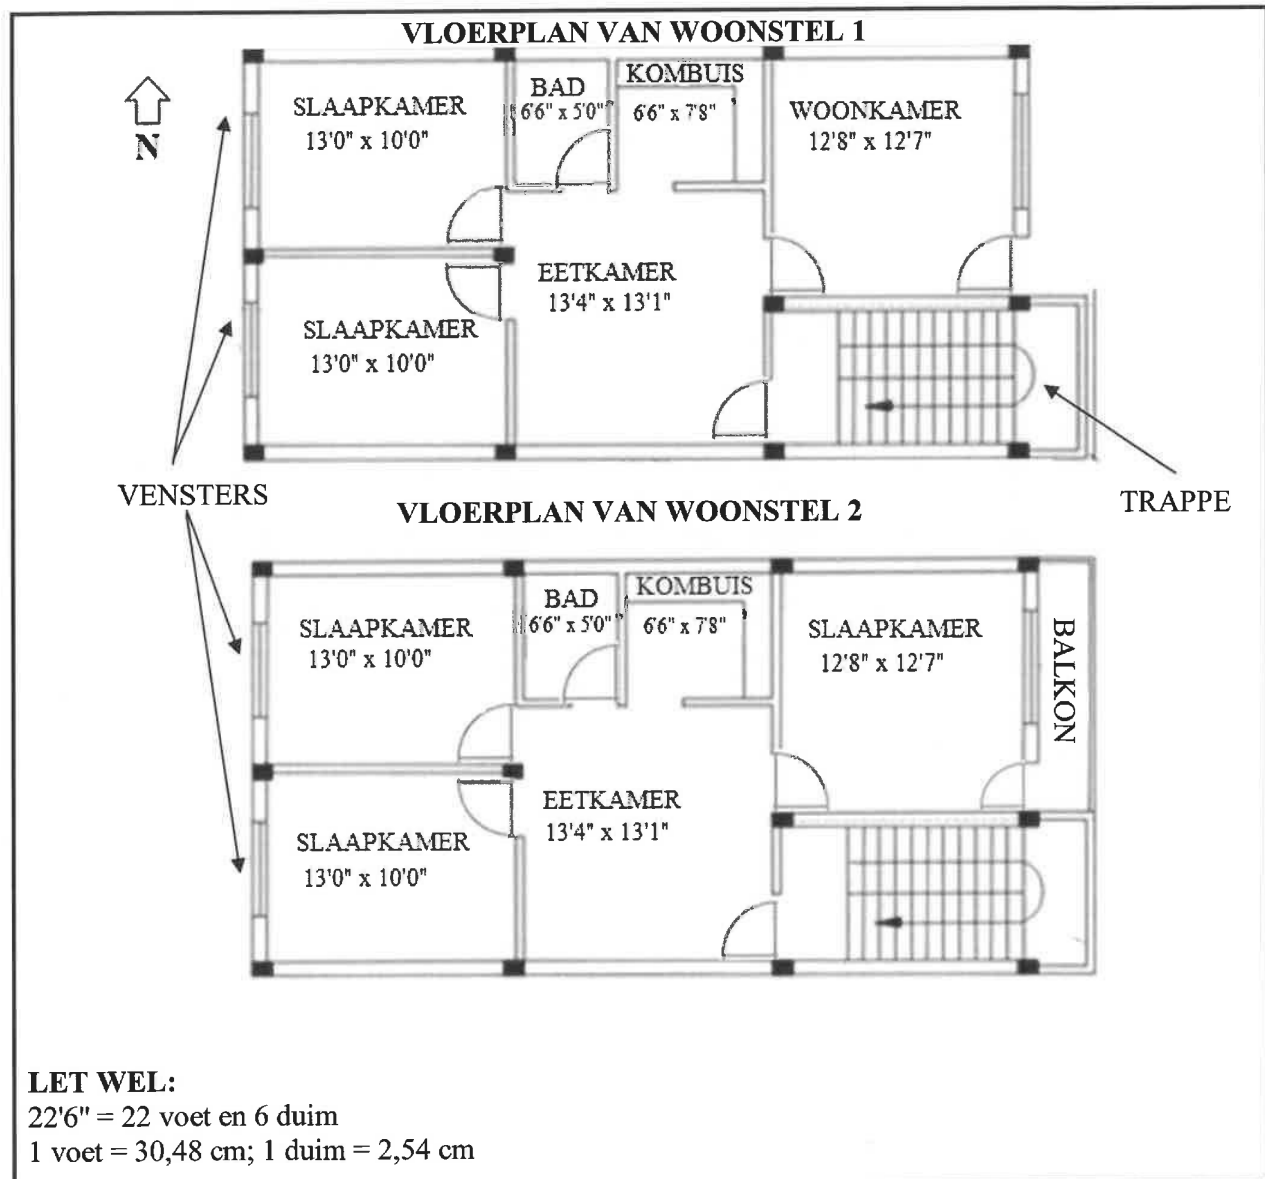 VLOERPLAN VAN WOONSTEL 1
N
SLAAPKAMER
13'0" x 10'0"
BAD
6'6" x 5'0"
KOMBUIS
6'6" x 7'8"
WOONKAMER
12'8" x 12'7"
EETKAMER
13'4" x 13'1"
SLAAPKAMER
13'0" x 10'0"
VENSTERS
TRAPPE
VLOERPLAN VAN WOONSTEL 2
SLAAPKAMER
13'0" x 10'0"
BAD
6'6" x 5'0"
KOMBUIS
6'6" x 7'8"
SLAAPKAMER
12'8" x 12'7"
BALKON
EETKAMER
13'4" x 13'1"
SLAAPKAMER
13'0" x 10'0"
LET WEL:
22'6" = 22 voet en 6 duim
1 voet = 30,48 cm; 1 duim = 2,54 cm